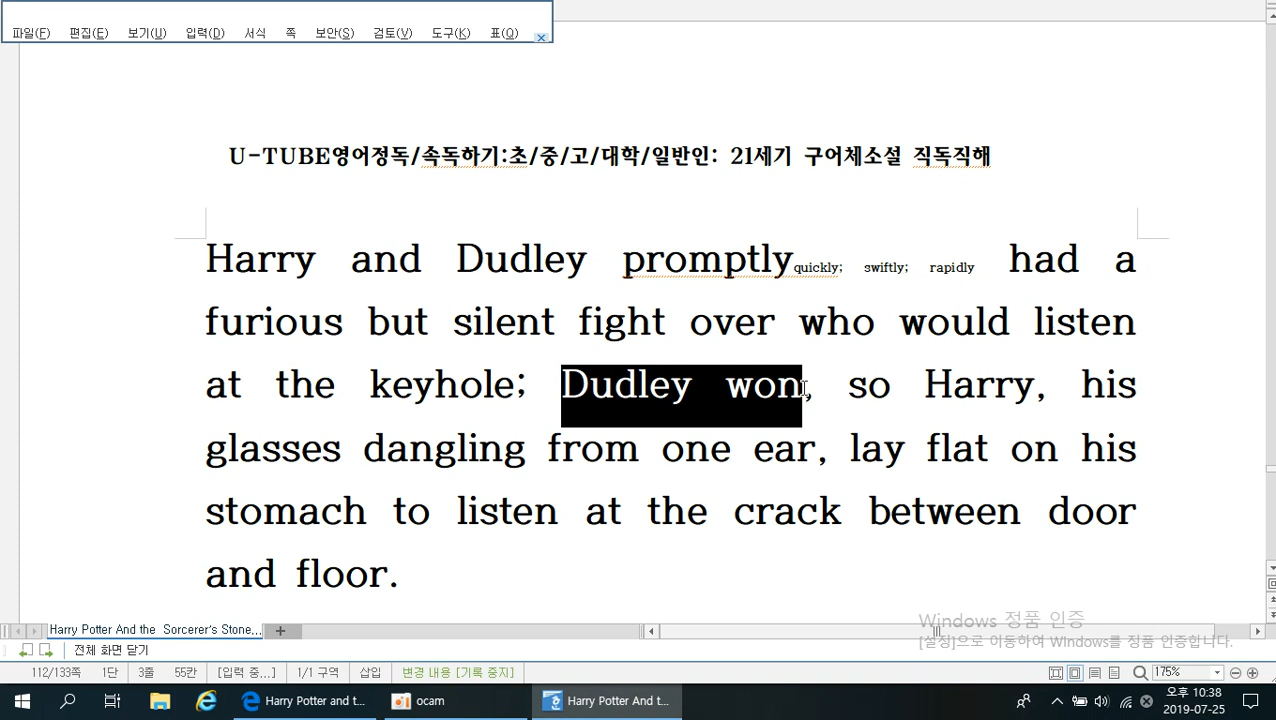 파일(F) 편집(E) 보기(U) 입력(D) 서식 쪽 보안(S) 검토(V) 도구(K) 표(Q)
U-TUBE영어정독/속독하기:초/중/고/대학/일반인: 21세기 구어체소설 직독직해
Harry and Dudley promptly quickly; swiftly; rapidly had a
furious but silent fight over who would listen
at the keyhole; Dudley won, so Harry, his
glasses dangling from one ear, lay flat on his
stomach to listen at the crack between door
and floor.
Windows 정품 인증
[설정]으로 이동하여 Windows를 정품 인증합니다.
Harry Potter And the Sorcerer's Stone,...
전체 화면 닫기
112/133쪽 1단 3줄 55칸 [입력 중...] 1/1 구역 삽입 변경 내용 [기록 중지] 175%
Harry Potter and t... ocam Harry Potter And t... 오후 10:38
2019-07-25